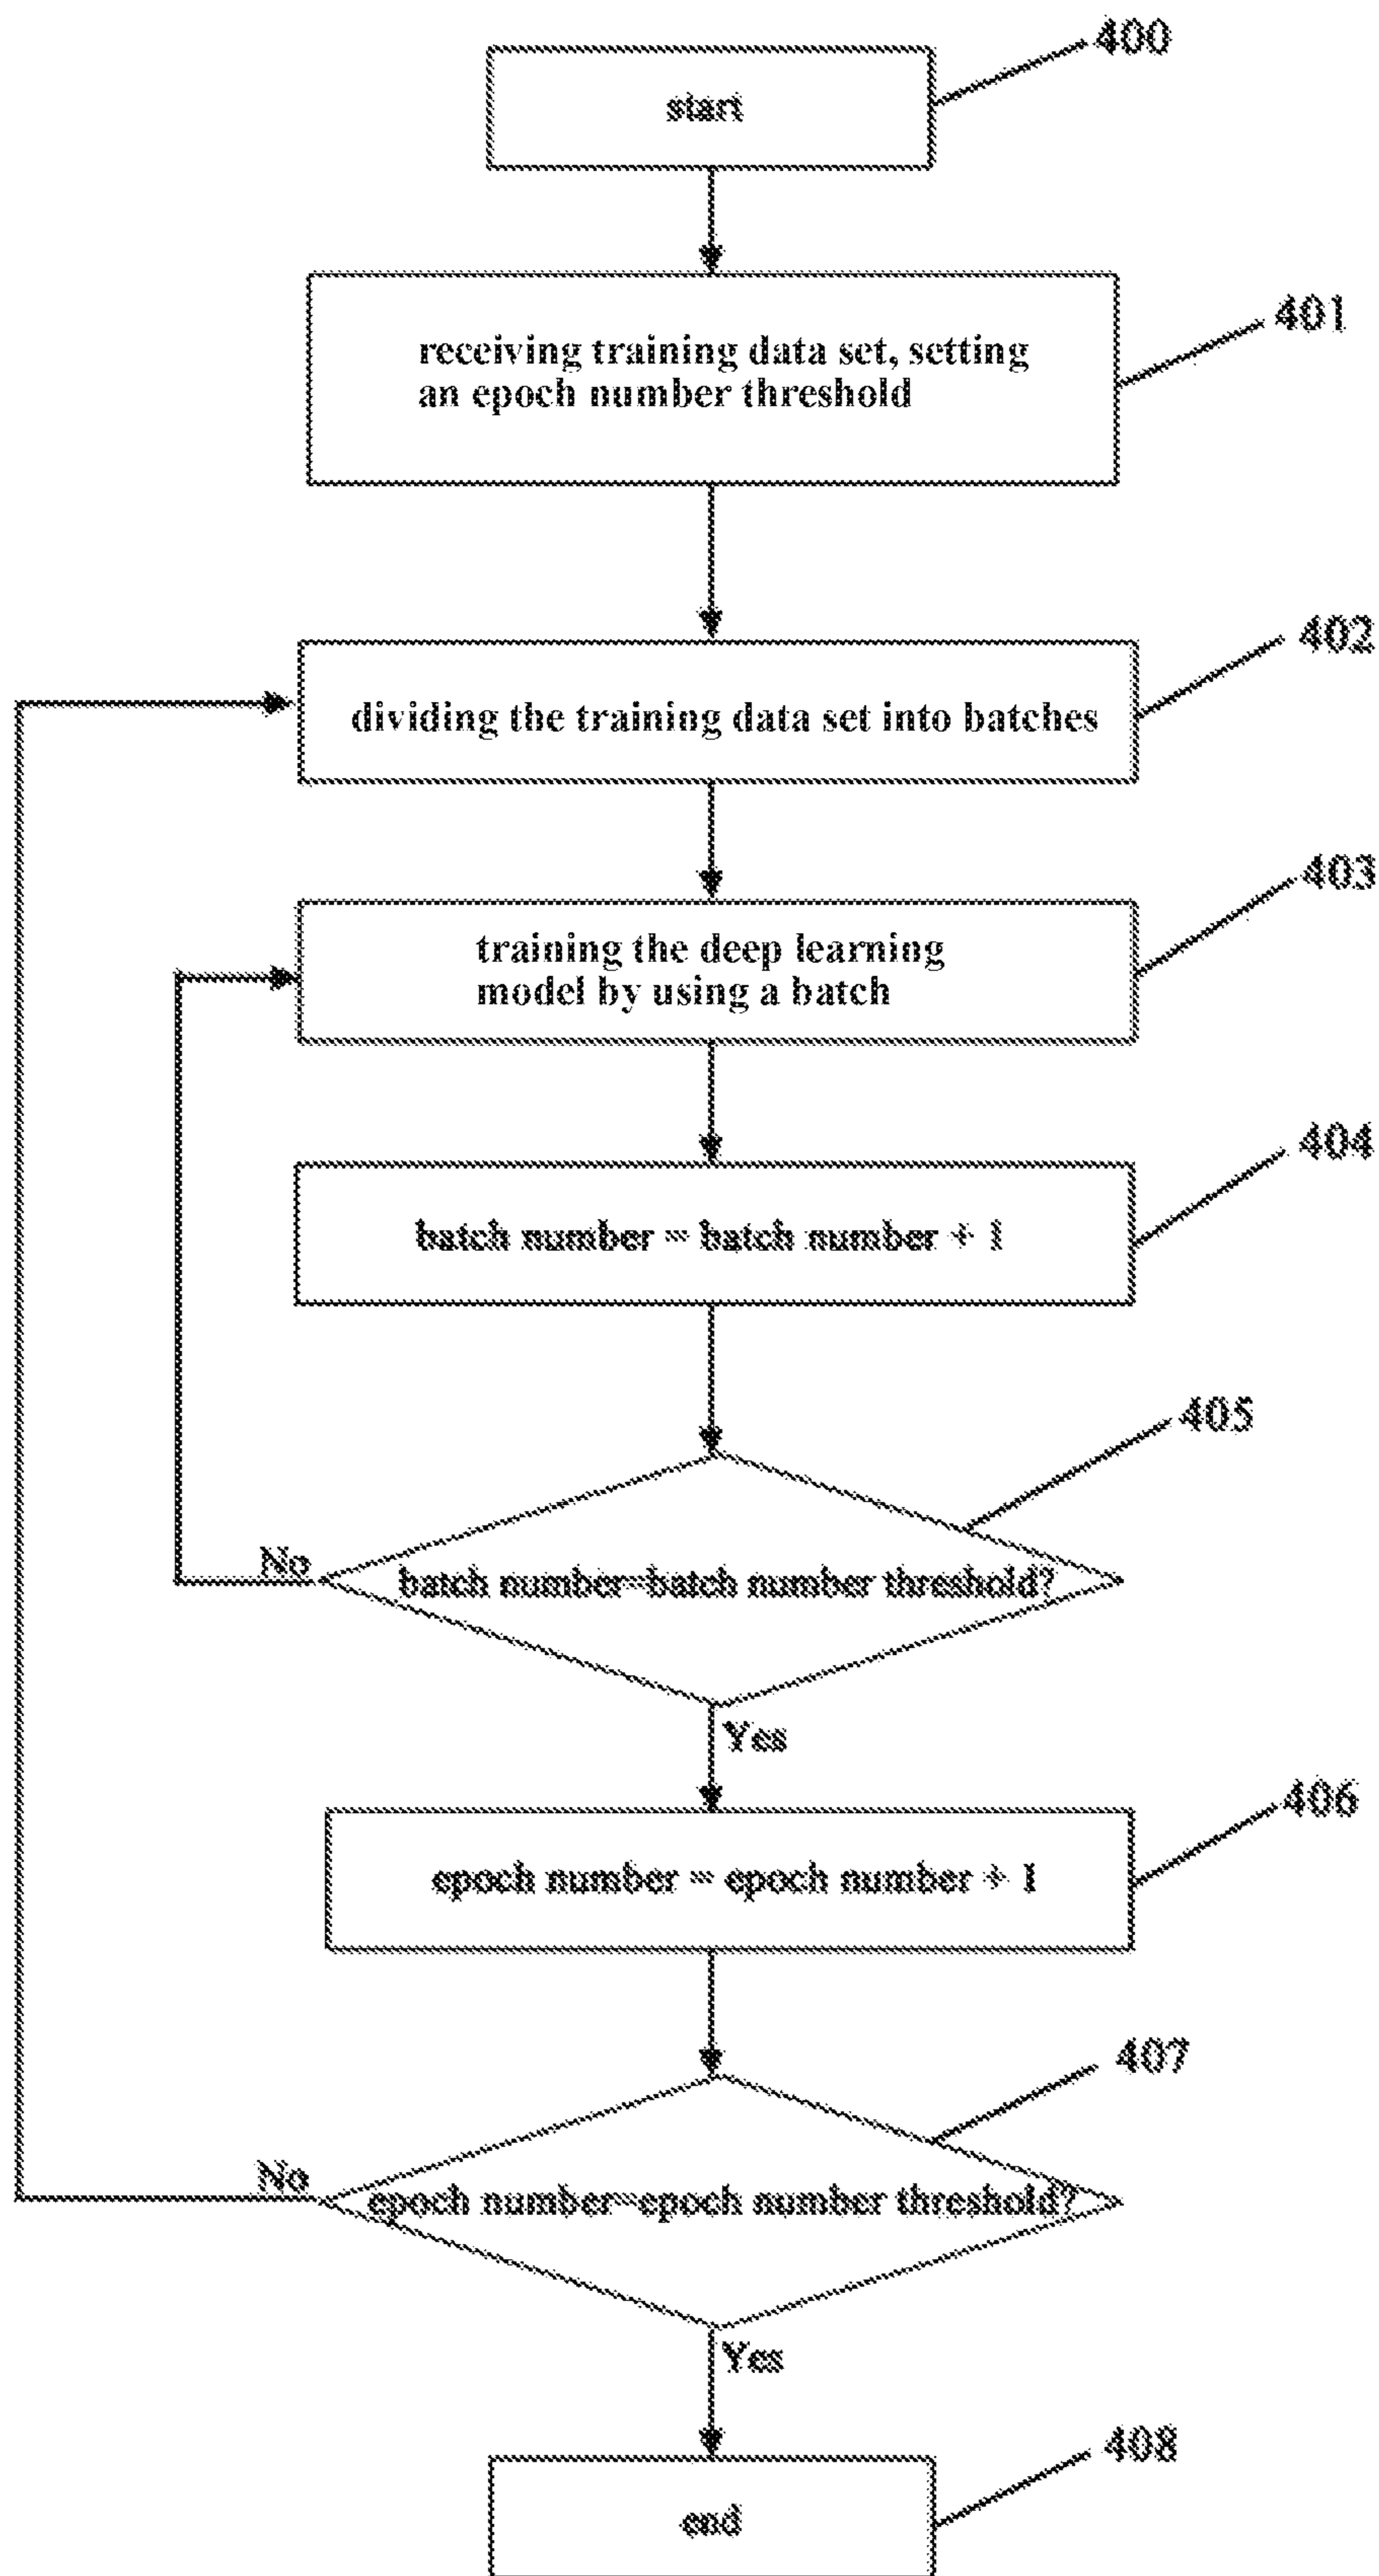 400
start
401
receiving training data set, setting
an epoch number threshold
402
dividing the training data set into batches
403
training the deep learning
model by using a batch
404
batch number = batch number + 1
405
No
batch number=batch number threshold?
Yes
406
epoch number = epoch number + 1
407
No
epoch number=epoch number threshold?
Yes
408
end